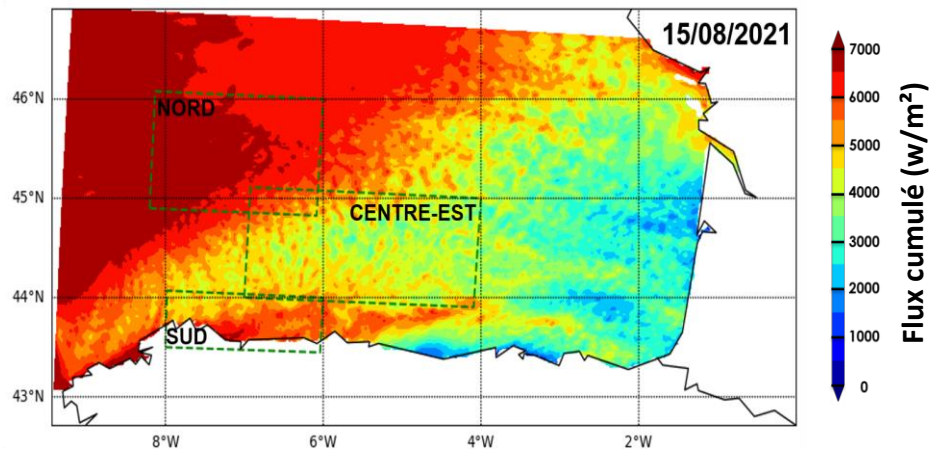 15/08/2021
46°N
45°N
44°N
43°N
8°W
6°W
4°W
2°W
NORD
CENTRE-EST
SUD
7000
6000
5000
4000
3000
2000
1000
0
Flux cumulé (w/m²)